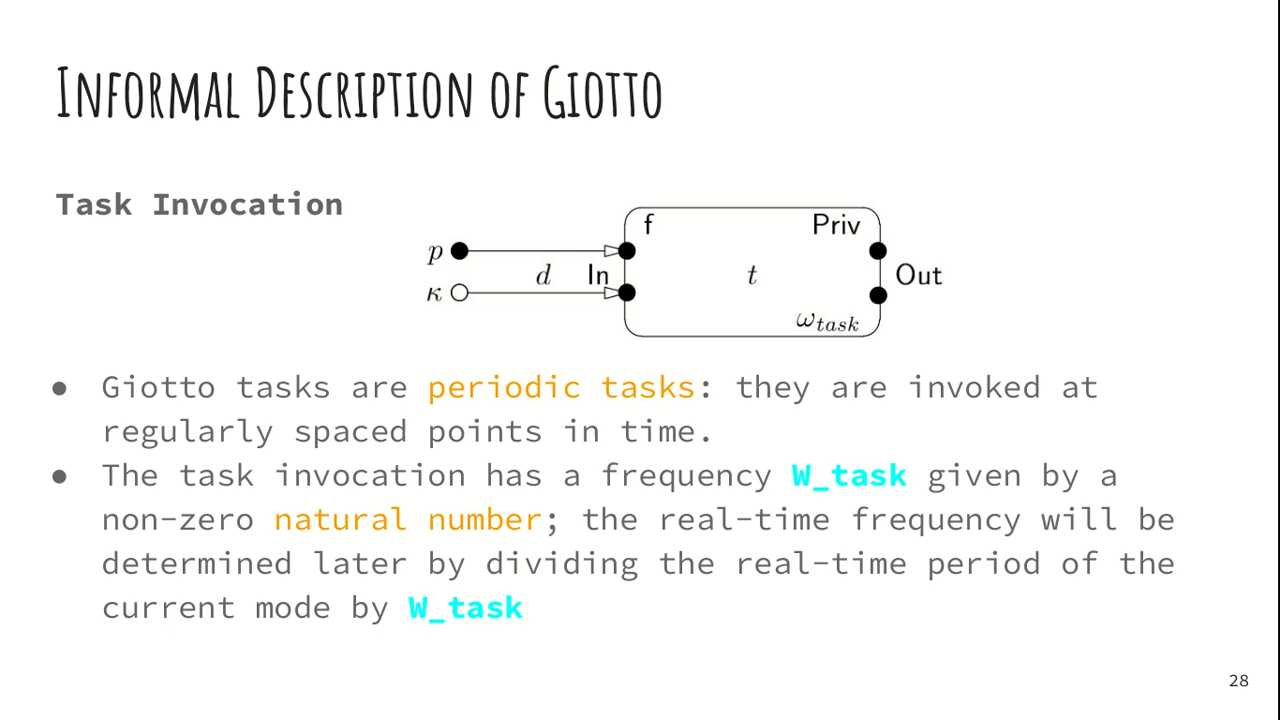 Informal Description of Giotto
Task Invocation
f
Priv
p
d
In
t
Out
κ
ω_task
● Giotto tasks are periodic tasks: they are invoked at
regularly spaced points in time.
● The task invocation has a frequency W_task given by a
non-zero natural number; the real-time frequency will be
determined later by dividing the real-time period of the
current mode by W_task
28